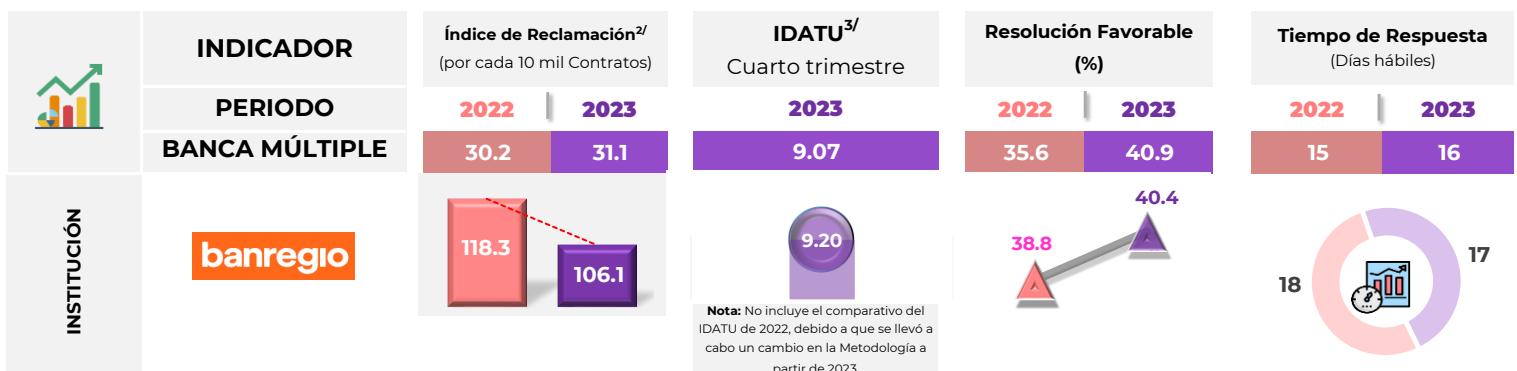 INDICADOR
Índice de Reclamación2/
(por cada 10 mil Contratos)
IDATU3/
Cuarto trimestre
Resolución Favorable
(%)
Tiempo de Respuesta
(Días hábiles)
PERIODO
2022 2023
2023
2022 2023
2022 2023
BANCA MÚLTIPLE
30.2 31.1
9.07
35.6 40.9
15 16
INSTITUCIÓN
banregio
118.3
106.1
9.20
Nota: No incluye el comparativo del
IDATU de 2022, debido a que se llevó a
cabo un cambio en la Metodología a
partir de 2023
38.8
40.4
18
17